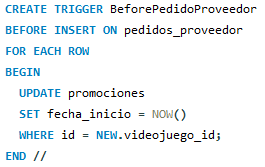 CREATE TRIGGER BeforePedidoProveedor
BEFORE INSERT ON pedidos_proveedor
FOR EACH ROW
BEGIN
  UPDATE promociones
  SET fecha_inicio = NOW()
  WHERE id = NEW.videojuego_id;
END //